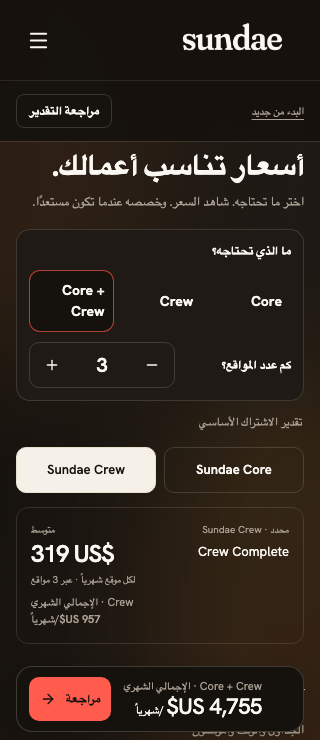 sundae
البدء من جديد
مراجعة التقدير
أسعار تناسب أعمالك.
اختر ما تحتاجه. شاهد السعر. وخصصه عندما تكون مستعدًا.
ما الذي تحتاجه؟
Core
Crew
Core +
Crew
كم عدد المواقع؟
−
3
+
تقدير الاشتراك الأساسي
Sundae Core
Sundae Crew
محدد · Sundae Crew
Crew Complete
متوسط
319 US$
لكل موقع شهرياً · عبر 3 مواقع
Crew · الإجمالي الشهري
957 US$/شهرياً
Core + Crew · الإجمالي الشهري
4,755 US$/ شهرياً
مراجعة